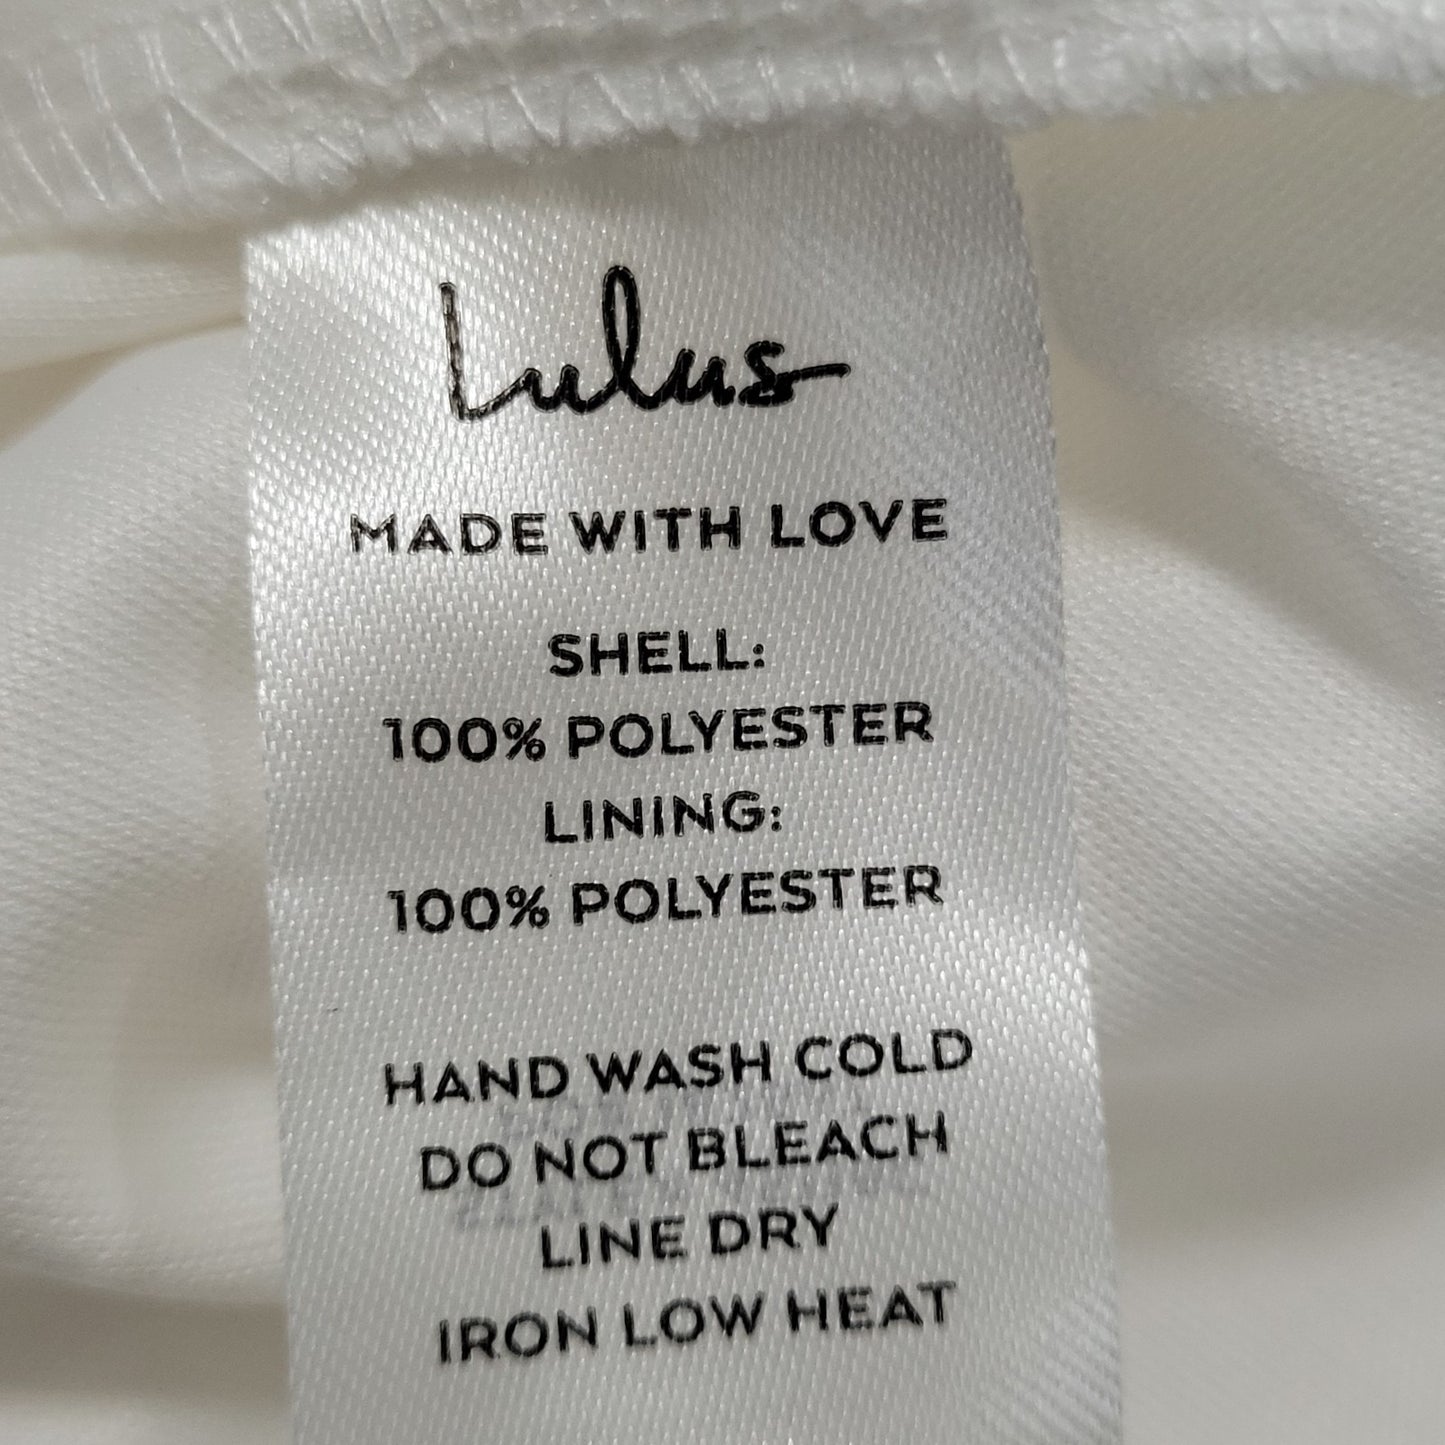 Lulus
MADE WITH LOVE
SHELL:
100% POLYESTER
LINING:
100% POLYESTER
HAND WASH COLD
DO NOT BLEACH
LINE DRY
IRON LOW HEAT